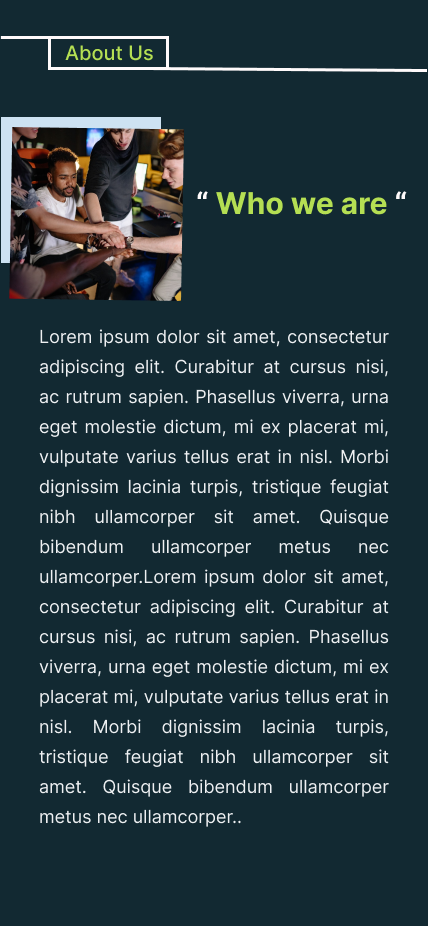 About Us
“ Who we are “
Lorem ipsum dolor sit amet, consectetur
adipiscing elit. Curabitur at cursus nisi,
ac rutrum sapien. Phasellus viverra, urna
eget molestie dictum, mi ex placerat mi,
vulputate varius tellus erat in nisl. Morbi
dignissim lacinia turpis, tristique feugiat
nibh ullamcorper sit amet. Quisque
bibendum ullamcorper metus nec
ullamcorper.Lorem ipsum dolor sit amet,
consectetur adipiscing elit. Curabitur at
cursus nisi, ac rutrum sapien. Phasellus
viverra, urna eget molestie dictum, mi ex
placerat mi, vulputate varius tellus erat in
nisl. Morbi dignissim lacinia turpis,
tristique feugiat nibh ullamcorper sit
amet. Quisque bibendum ullamcorper
metus nec ullamcorper..